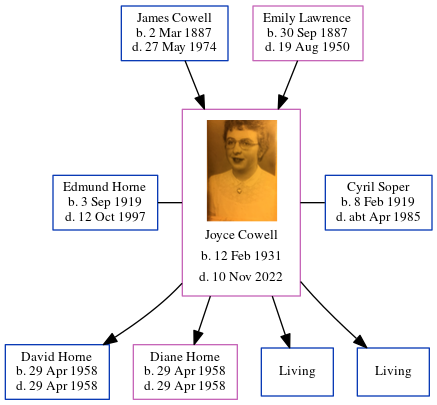 James Cowell
b. 2 Mar 1887
d. 27 May 1974
Emily Lawrence
b. 30 Sep 1887
d. 19 Aug 1950
Edmund Horne
b. 3 Sep 1919
d. 12 Oct 1997
Joyce Cowell
b. 12 Feb 1931
d. 10 Nov 2022
Cyril Soper
b. 8 Feb 1919
d. abt Apr 1985
David Horne
b. 29 Apr 1958
d. 29 Apr 1958
Diane Horne
b. 29 Apr 1958
d. 29 Apr 1958
Living
Living